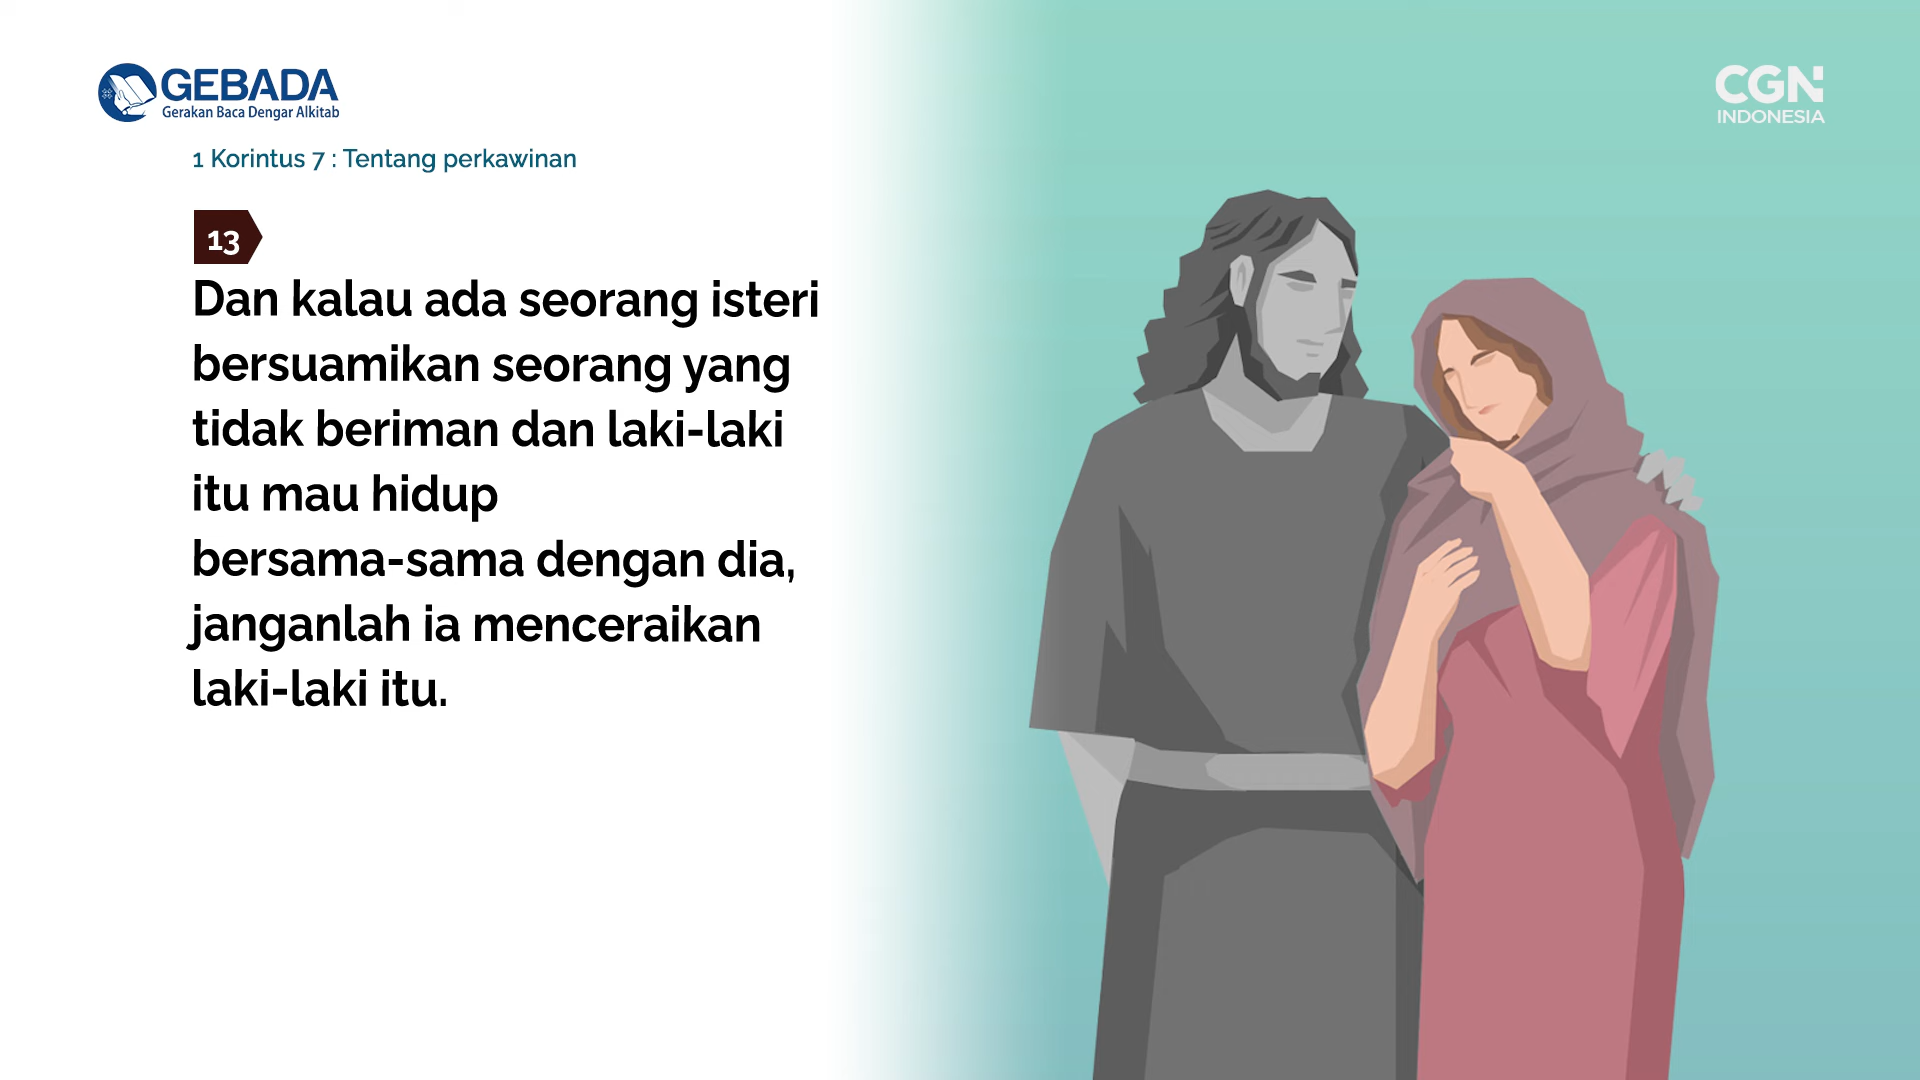 GEBADA
Gerakan Baca Dengar Alkitab
CGN
INDONESIA
1 Korintus 7 : Tentang perkawinan
13
Dan kalau ada seorang isteri
bersuamikan seorang yang
tidak beriman dan laki-laki
itu mau hidup
bersama-sama dengan dia,
janganlah ia menceraikan
laki-laki itu.